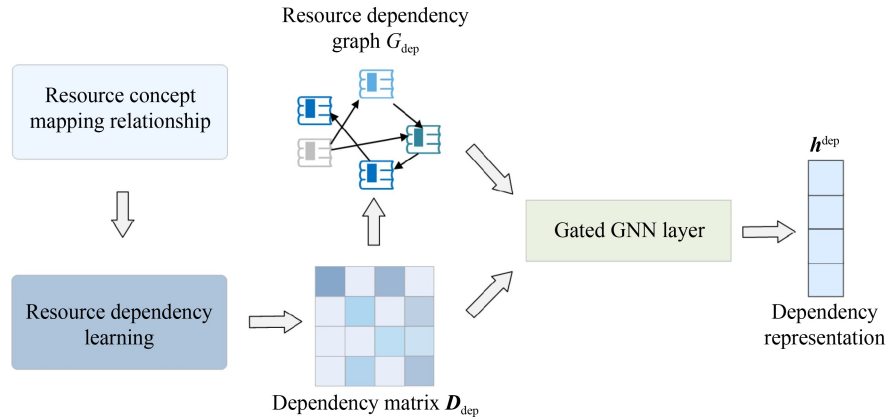 Resource dependency
graph G_dep
Resource concept
mapping relationship
Resource dependency
learning
Dependency matrix D_dep
Gated GNN layer
h^dep
Dependency
representation